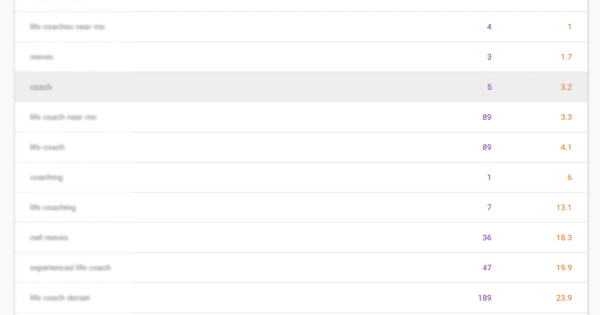 life coaches near me 4 1
reeves 3 1.7
coach 5 3.2
life coach near me 89 3.3
life coach 89 4.1
coaching 1 6
life coaching 7 13.1
neil reeves 36 18.3
experienced life coach 47 19.9
life coach dorset 189 23.9